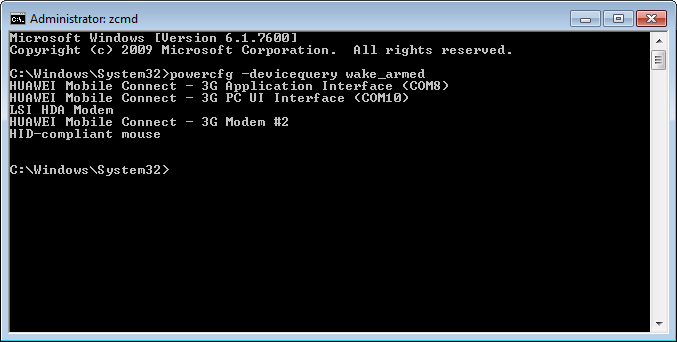 Administrator: zcmd
Microsoft Windows [Version 6.1.7600]
Copyright (c) 2009 Microsoft Corporation.  All rights reserved.
C:\Windows\System32>powercfg -devicequery wake_armed
HUAWEI Mobile Connect - 3G Application Interface (COM8)
HUAWEI Mobile Connect - 3G PC UI Interface (COM10)
LSI HDA Modem
HUAWEI Mobile Connect - 3G Modem #2
HID-compliant mouse
C:\Windows\System32>